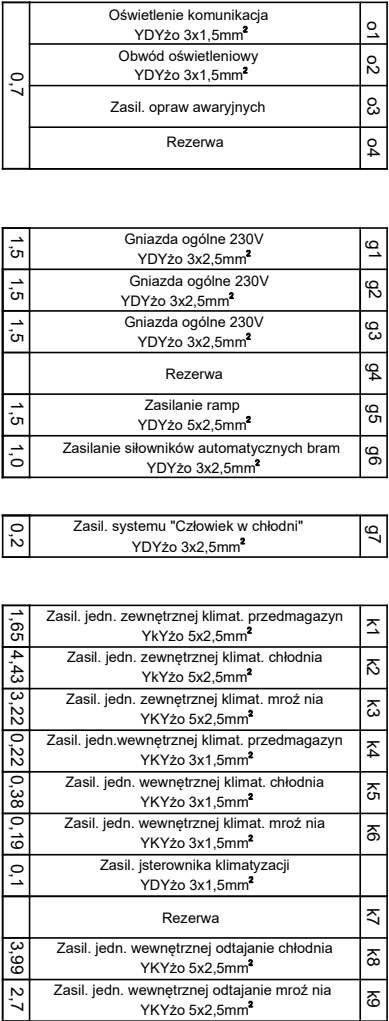 0,7
Oświetlenie komunikacja
YDYżo 3x1,5mm²
o1
Obwód oświetleniowy
YDYżo 3x1,5mm²
o2
Zasil. opraw awaryjnych
o3
Rezerwa
o4
1,5
Gniazda ogólne 230V
YDYżo 3x2,5mm²
g1
1,5
Gniazda ogólne 230V
YDYżo 3x2,5mm²
g2
1,5
Gniazda ogólne 230V
YDYżo 3x2,5mm²
g3
Rezerwa
g4
1,5
Zasilanie ramp
YDYżo 5x2,5mm²
g5
1,0
Zasilanie siłowników automatycznych bram
YDYżo 3x2,5mm²
g6
0,2
Zasil. systemu "Człowiek w chłodni"
YDYżo 3x2,5mm²
g7
1,65
Zasil. jedn. zewnętrznej klimat. przedmagazyn
YkYżo 5x2,5mm²
k1
4,43
Zasil. jedn. zewnętrznej klimat. chłodnia
YkYżo 5x2,5mm²
k2
3,22
Zasil. jedn. zewnętrznej klimat. mroź nia
YKYżo 5x2,5mm²
k3
0,22
Zasil. jedn.wewnętrznej klimat. przedmagazyn
YKYżo 3x1,5mm²
k4
0,38
Zasil. jedn. wewnętrznej klimat. chłodnia
YKYżo 3x1,5mm²
k5
0,19
Zasil. jedn. wewnętrznej klimat. mroź nia
YKYżo 3x1,5mm²
k6
0,1
Zasil. jsterownika klimatyzacji
YDYżo 3x1,5mm²
Rezerwa
k7
3,99
Zasil. jedn. wewnętrznej odtajanie chłodnia
YKYżo 5x2,5mm²
k8
2,7
Zasil. jedn. wewnętrznej odtajanie mroź nia
YKYżo 5x2,5mm²
k9